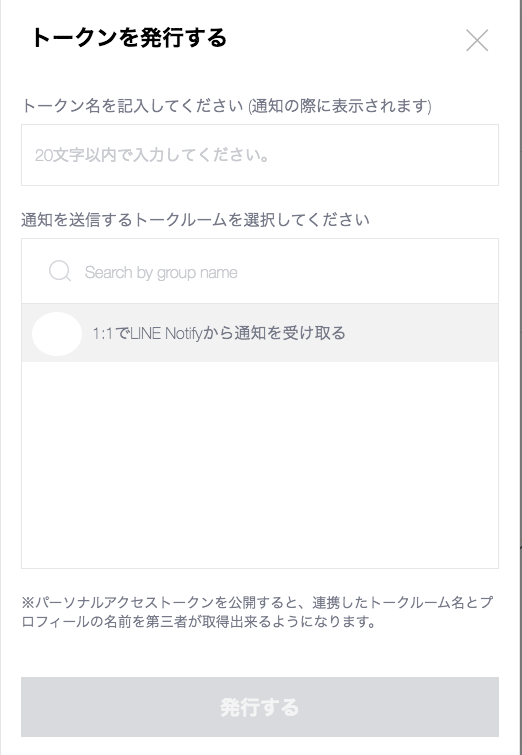 トークンを発行する
トークン名を記入してください (通知の際に表示されます)
20文字以内で入力してください。
通知を送信するトークルームを選択してください
Search by group name
1:1でLINE Notifyから通知を受け取る
※パーソナルアクセストークンを公開すると、連携したトークルーム名とプ
ロフィールの名前を第三者が取得出来るようになります。
発行する